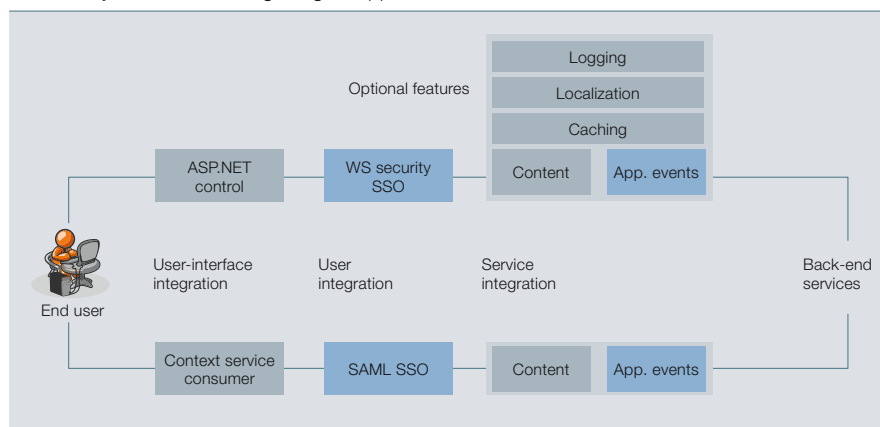 Logging
Optional features
Localization
Caching
ASP.NET
control
WS security
SSO
Content
App. events
User-interface
integration
User
integration
Service
integration
Back-end
services
End user
Context service
consumer
SAML SSO
Content
App. events